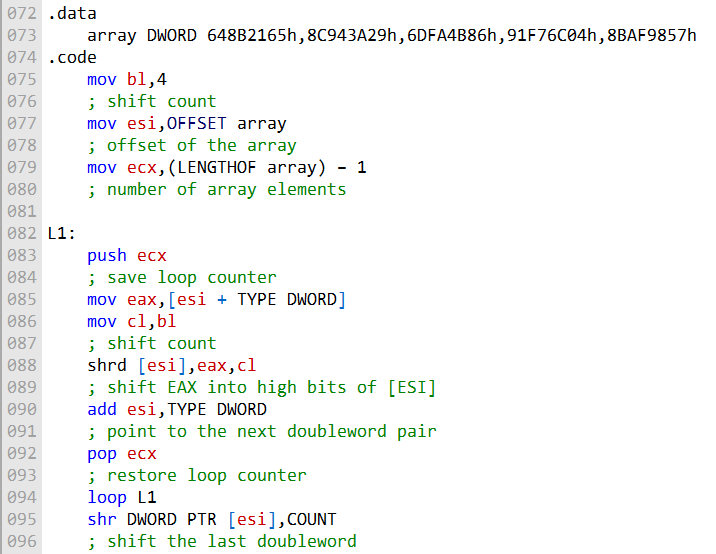 072 .data
073     array DWORD 648B2165h,8C943A29h,6DFA4B86h,91F76C04h,8BAF9857h
074 .code
075     mov bl,4
076     ; shift count
077     mov esi,OFFSET array
078     ; offset of the array
079     mov ecx,(LENGTHOF array) – 1
080     ; number of array elements
081
082 L1:
083     push ecx
084     ; save loop counter
085     mov eax,[esi + TYPE DWORD]
086     mov cl,bl
087     ; shift count
088     shrd [esi],eax,cl
089     ; shift EAX into high bits of [ESI]
090     add esi,TYPE DWORD
091     ; point to the next doubleword pair
092     pop ecx
093     ; restore loop counter
094     loop L1
095     shr DWORD PTR [esi],COUNT
096     ; shift the last doubleword